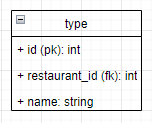 type
+ id (pk): int
+ restaurant_id (fk): int
+ name: string